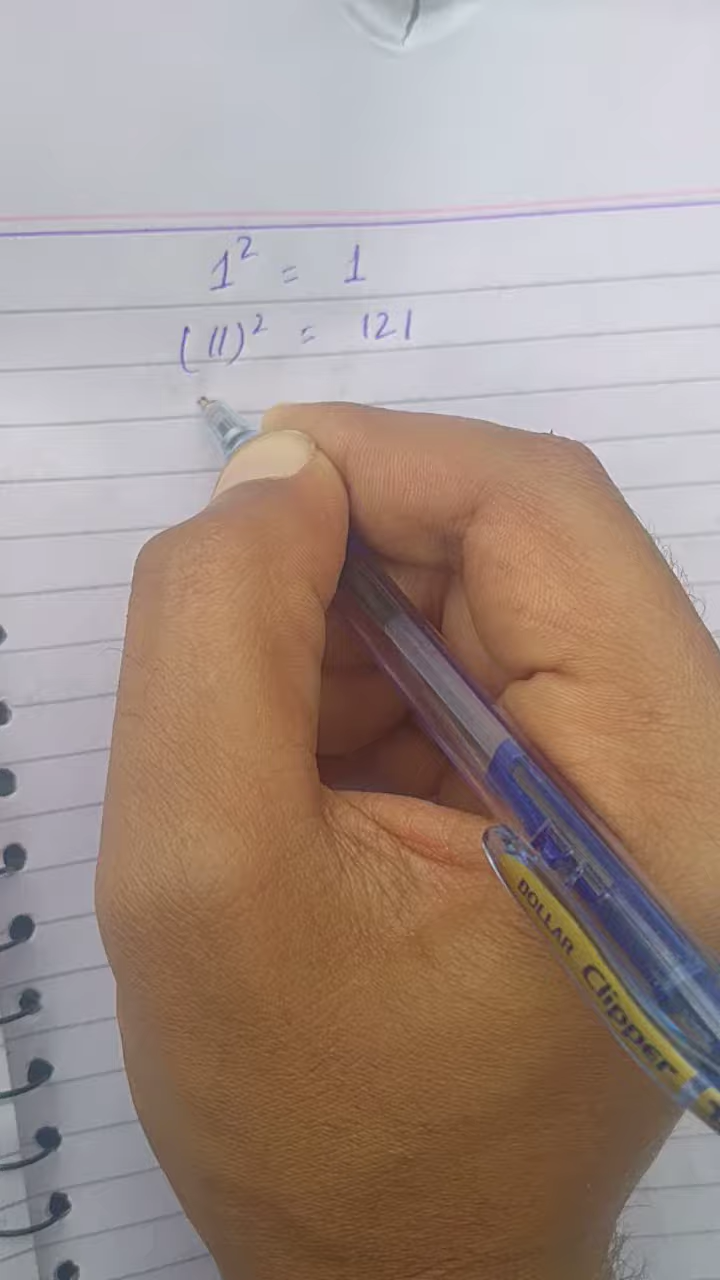 1² = 1
(11)² = 121
DOLLAR Clipper